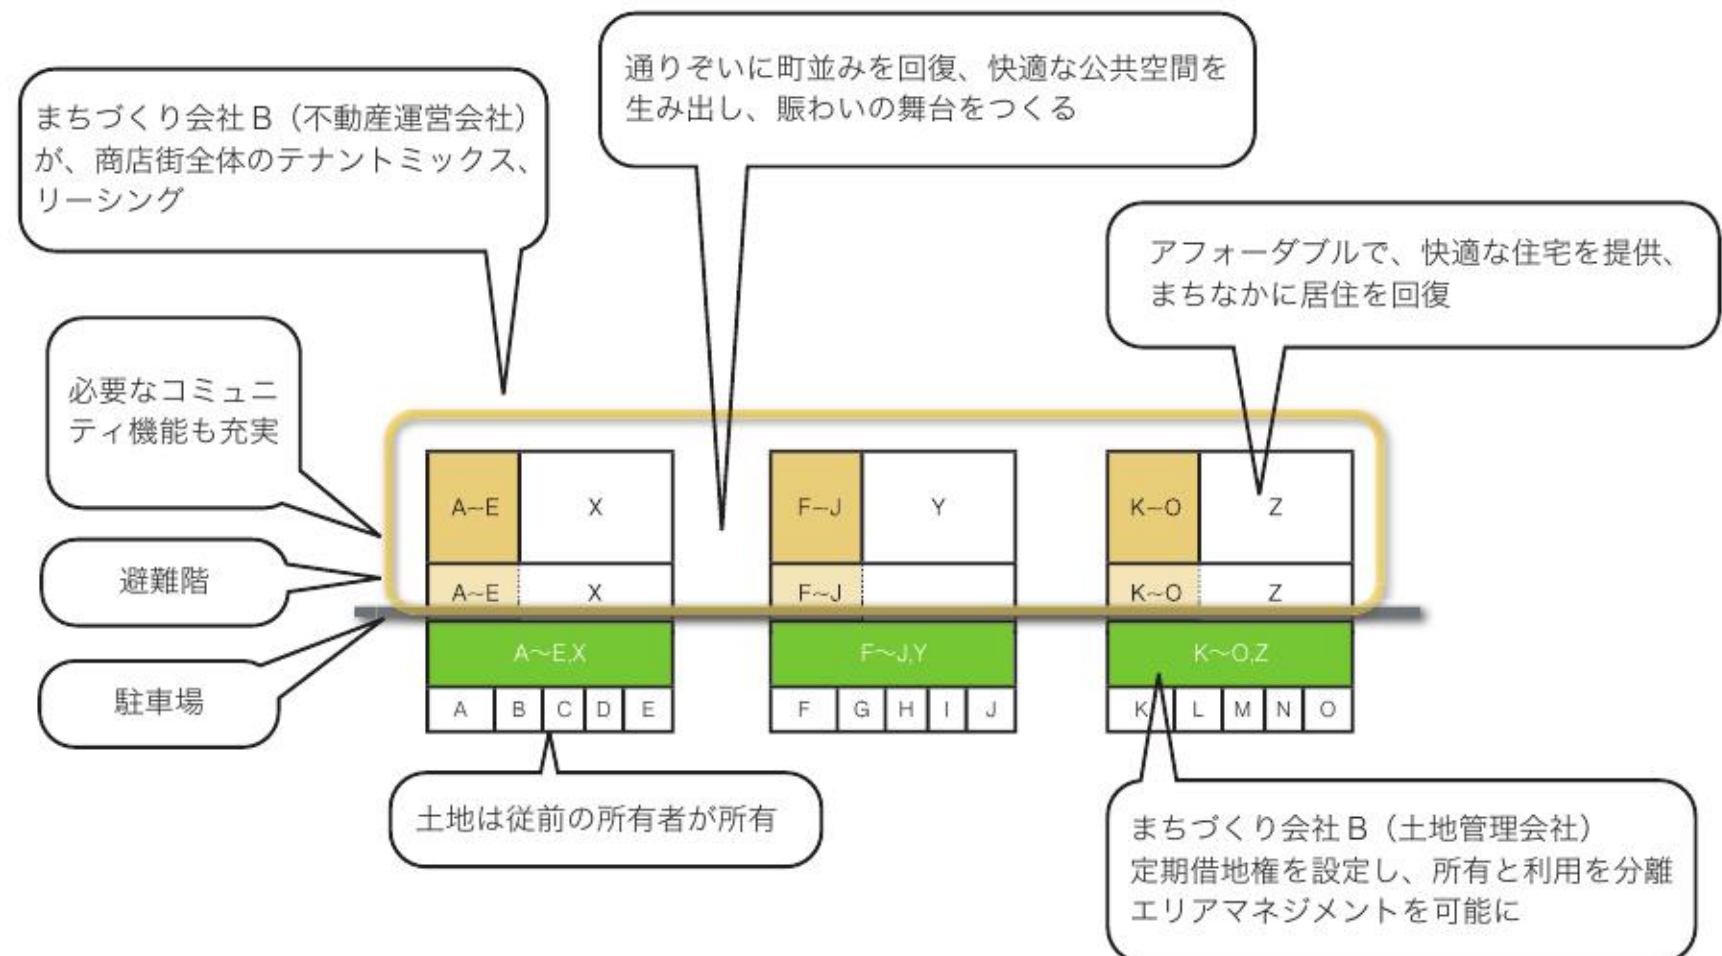 通りぞいに町並みを回復、快適な公共空間を
生み出し、賑わいの舞台をつくる
まちづくり会社 B（不動産運営会社）
が、商店街全体のテナントミックス、
リーシング
アフォーダブルで、快適な住宅を提供、
まちなかに居住を回復
必要なコミュニ
ティ機能も充実
避難階
駐車場
A~E X
F~J Y
K~O Z
A~E X
F~J
K~O Z
A~E,X
F~J,Y
K~O,Z
A B C D E
F G H I J
K L M N O
土地は従前の所有者が所有
まちづくり会社 B（土地管理会社）
定期借地権を設定し、所有と利用を分離
エリアマネジメントを可能に